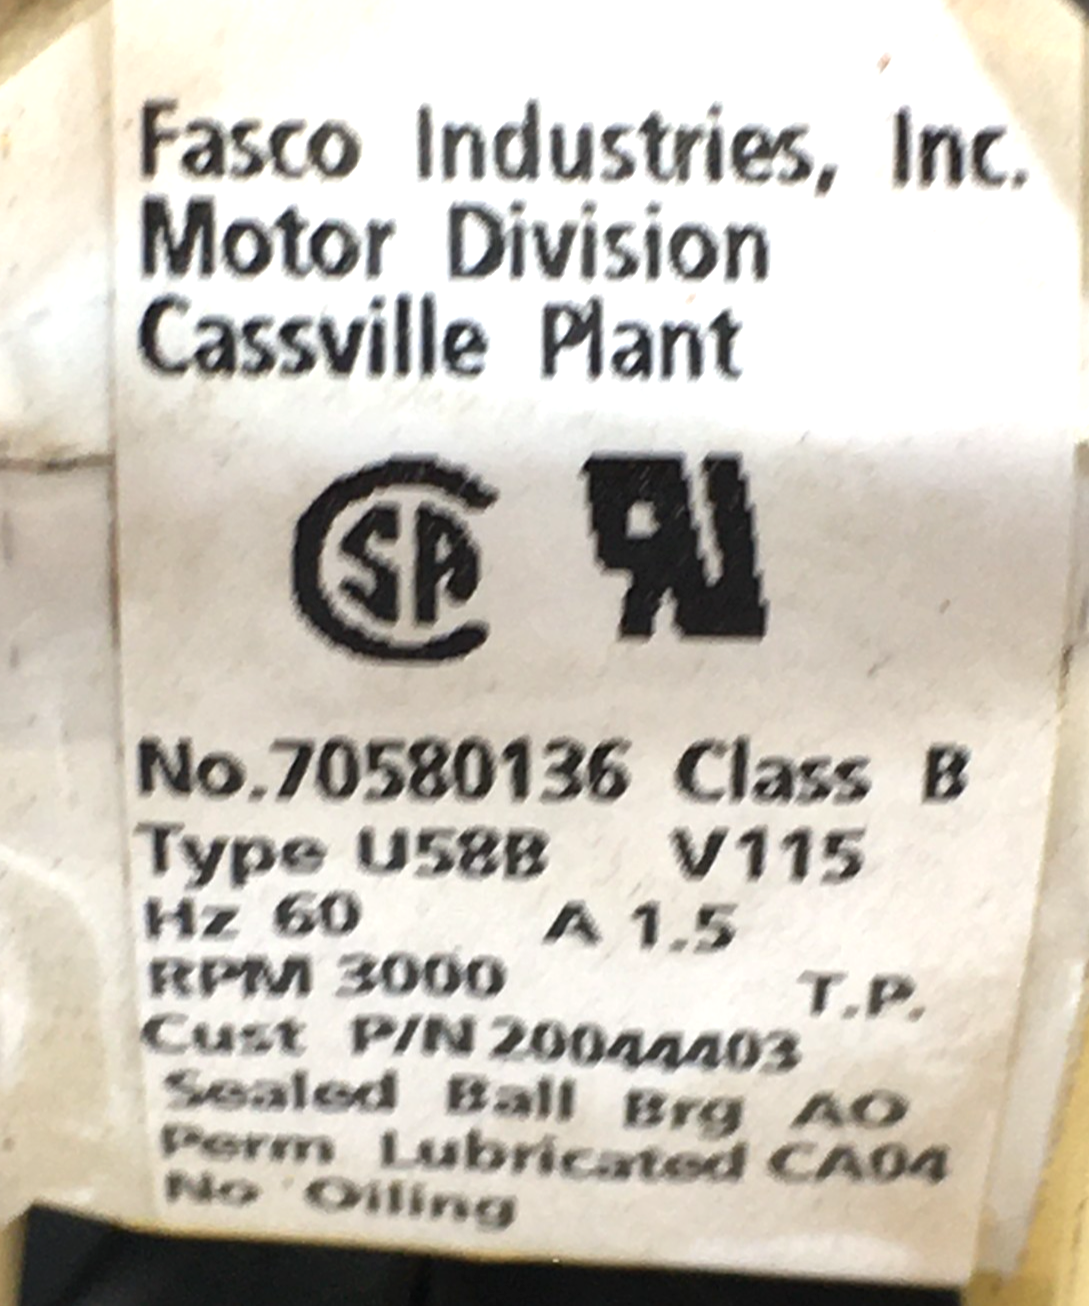 Fasco Industries, Inc.
Motor Division
Cassville Plant
No.70580136 Class B
Type U58B V115
Hz 60 A 1.5
RPM 3000 T.P.
Cust P/N 20044403
Sealed Ball Brg AO
Perm Lubricated CA04
No Oiling